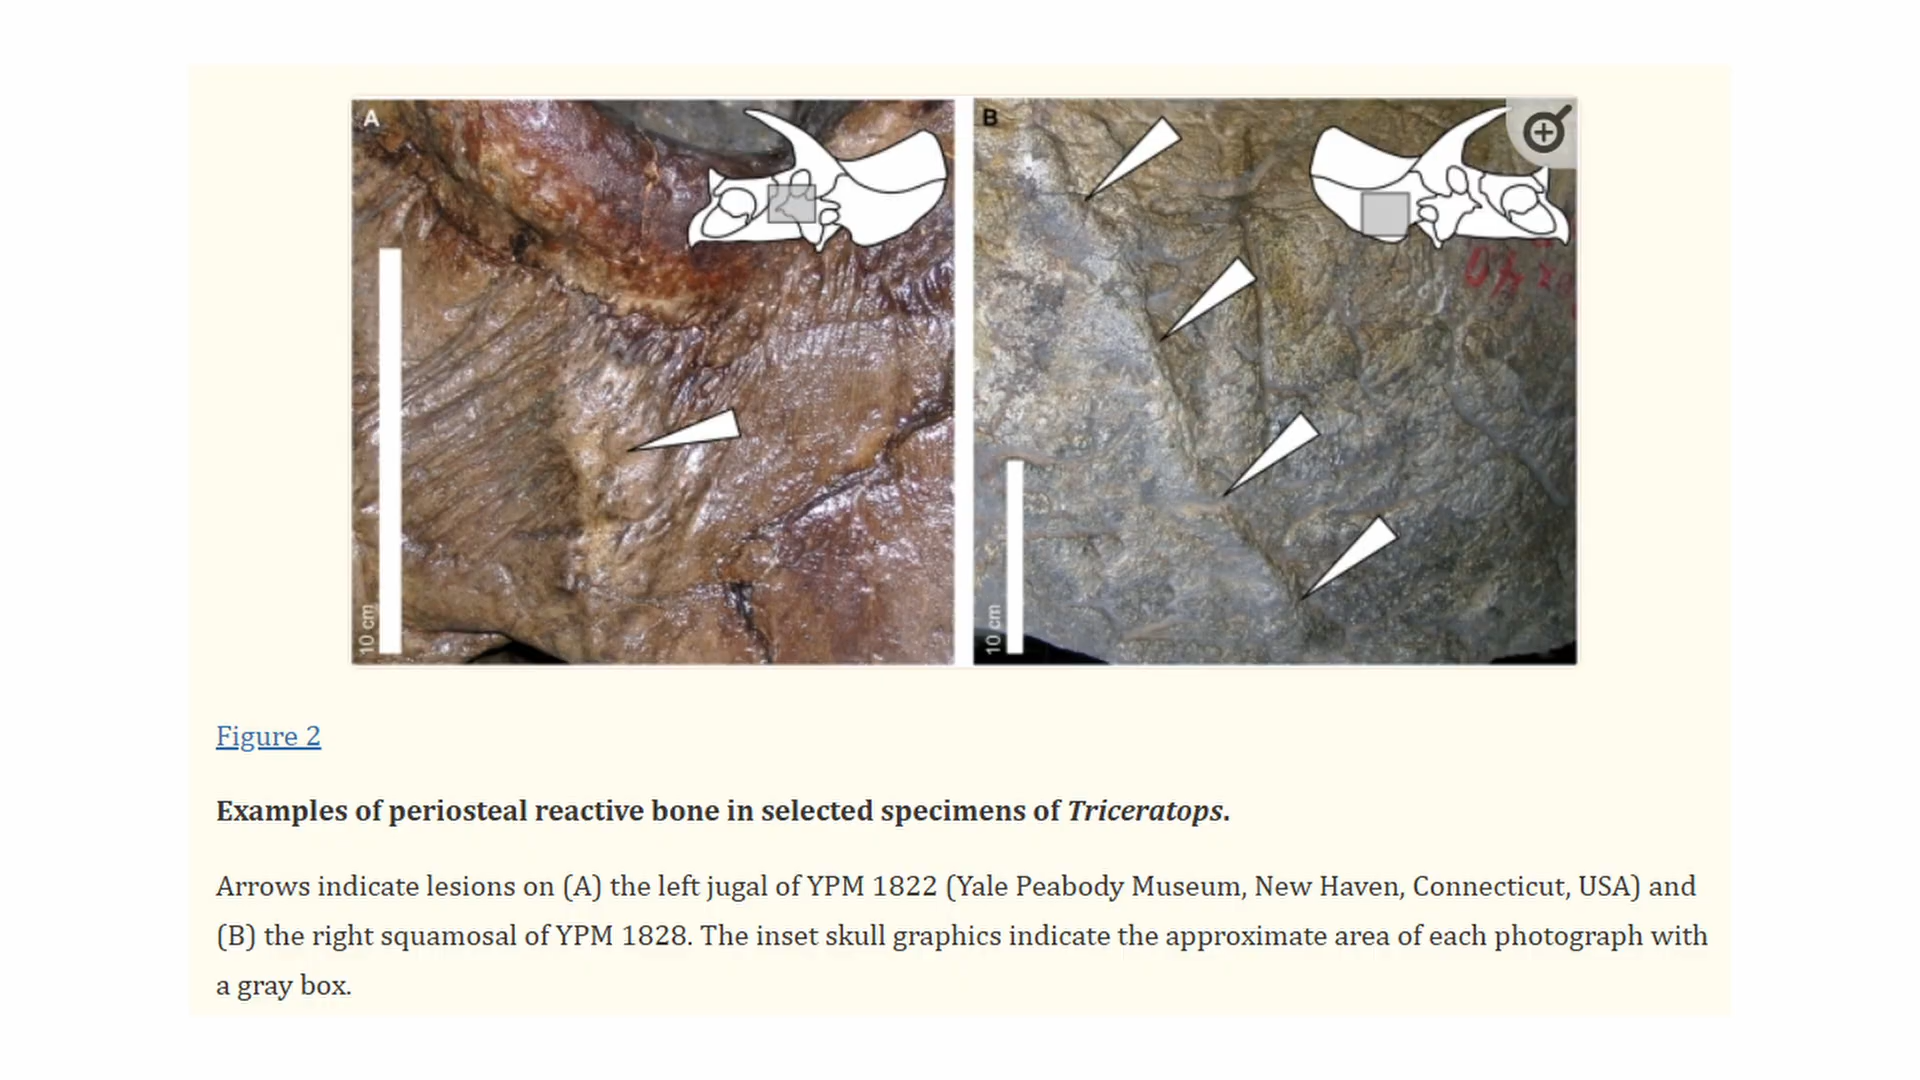 A
B
10 cm
10 cm
Figure 2
Examples of periosteal reactive bone in selected specimens of Triceratops.
Arrows indicate lesions on (A) the left jugal of YPM 1822 (Yale Peabody Museum, New Haven, Connecticut, USA) and
(B) the right squamosal of YPM 1828. The inset skull graphics indicate the approximate area of each photograph with
a gray box.